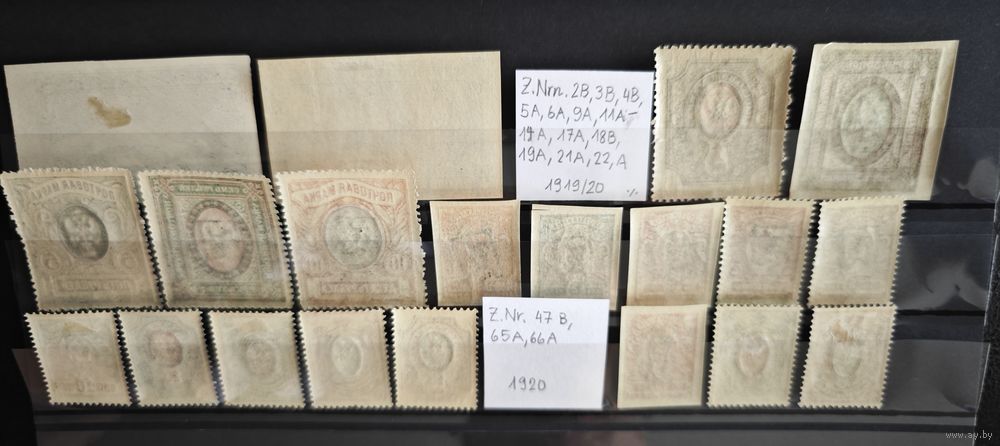 Z.Nrn. 2B,3B,4B,
5A,6A,9A,11A-
14A, 17A, 18B,
19A, 21A, 22, A
1919/20 ./.
Z.Nr. 47 B,
65A, 66A
1920
www.ay.by